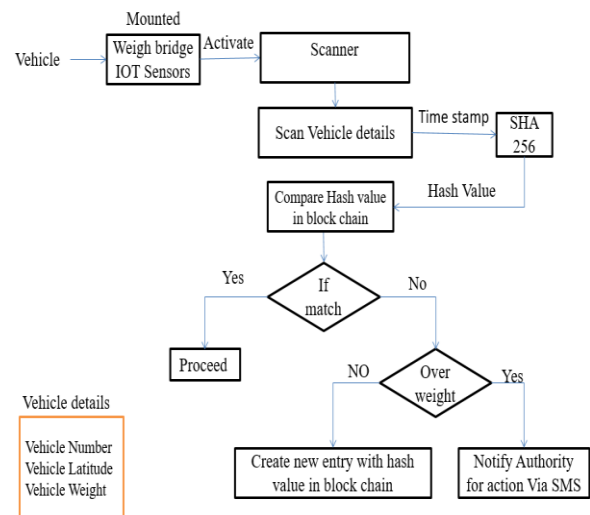 Mounted
Vehicle
Weigh bridge
IOT Sensors
Activate
Scanner
Scan Vehicle details
Time stamp
SHA
256
Hash Value
Compare Hash value
in block chain
If
match
Yes
No
Proceed
Over
weight
NO
Yes
Create new entry with hash
value in block chain
Notify Authority
for action Via SMS
Vehicle details
Vehicle Number
Vehicle Latitude
Vehicle Weight